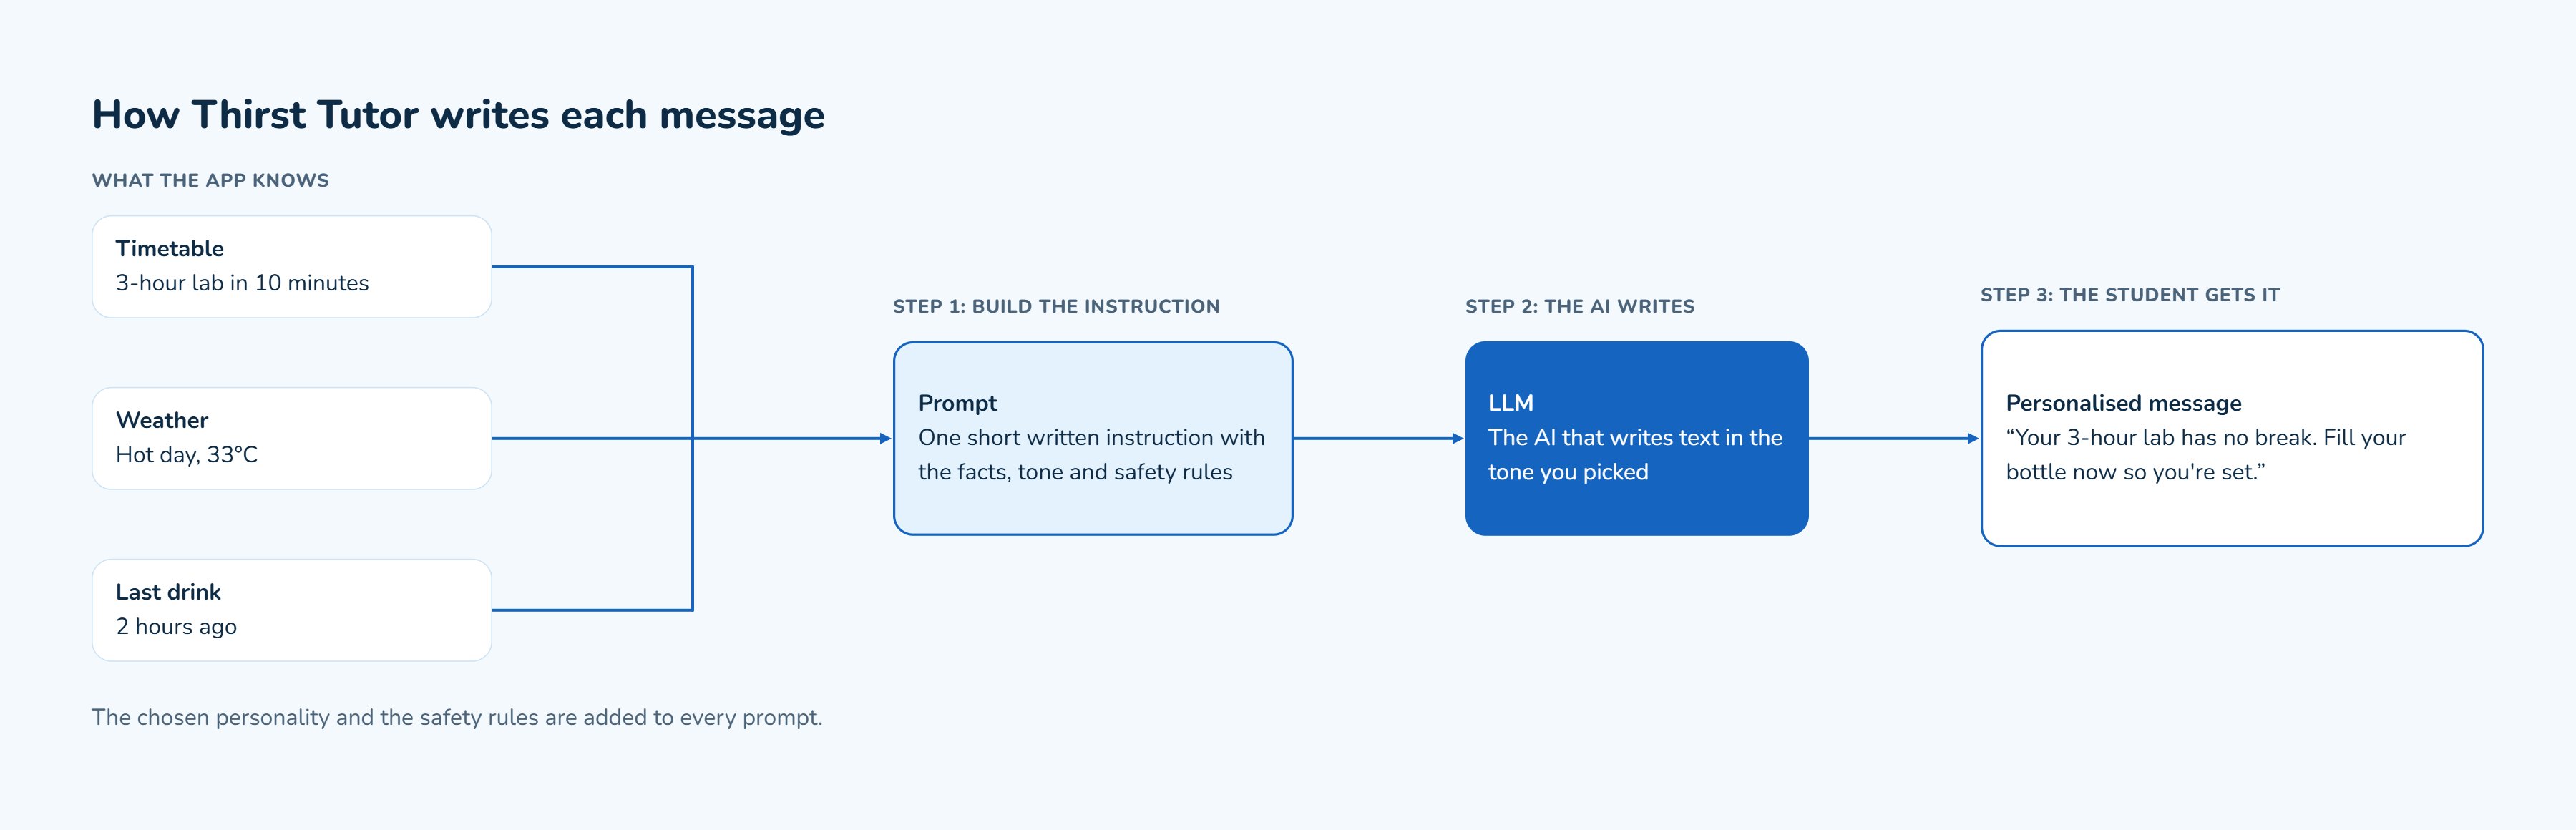 How Thirst Tutor writes each message
WHAT THE APP KNOWS
Timetable
3-hour lab in 10 minutes
Weather
Hot day, 33°C
Last drink
2 hours ago
STEP 1: BUILD THE INSTRUCTION
Prompt
One short written instruction with
the facts, tone and safety rules
STEP 2: THE AI WRITES
LLM
The AI that writes text in the
tone you picked
STEP 3: THE STUDENT GETS IT
Personalised message
“Your 3-hour lab has no break. Fill your
bottle now so you're set.”
The chosen personality and the safety rules are added to every prompt.